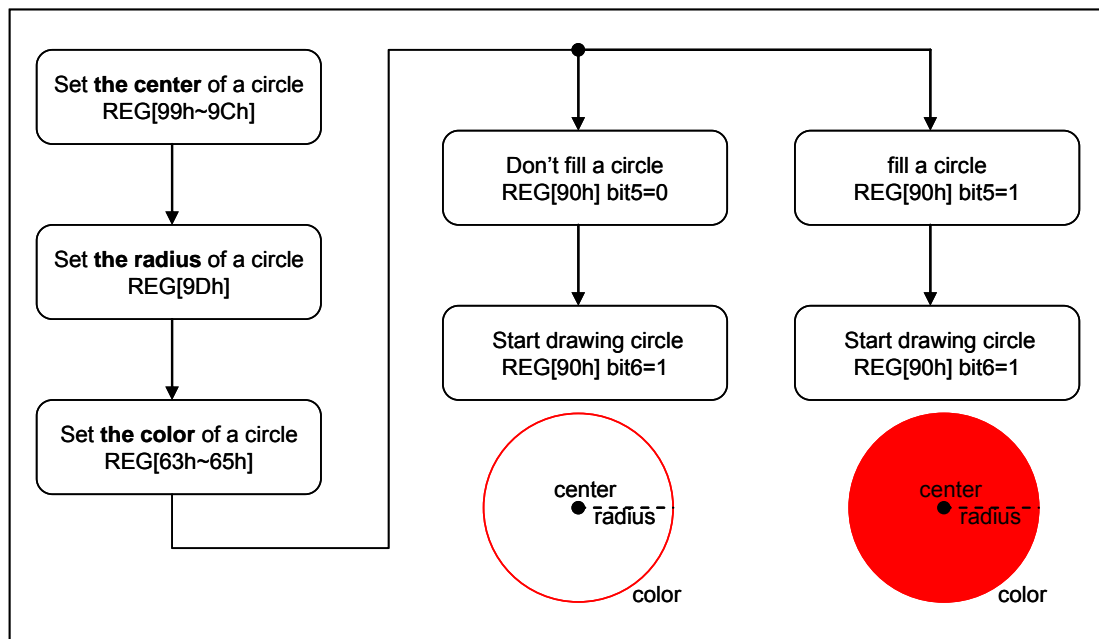 Set the center of a circle
REG[99h~9Ch]
Set the radius of a circle
REG[9Dh]
Set the color of a circle
REG[63h~65h]
Don’t fill a circle
REG[90h] bit5=0
Start drawing circle
REG[90h] bit6=1
center
radius
color
fill a circle
REG[90h] bit5=1
Start drawing circle
REG[90h] bit6=1
center
radius
color